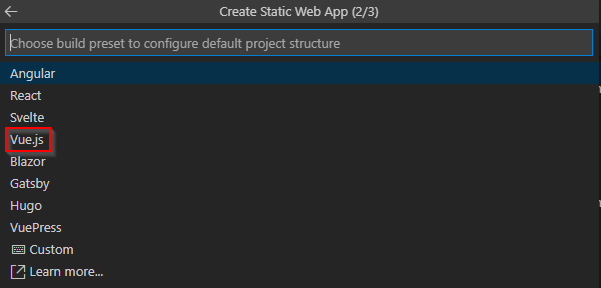 Create Static Web App (2/3)
Choose build preset to configure default project structure
Angular
React
Svelte
Vue.js
Blazor
Gatsby
Hugo
VuePress
Custom
Learn more...